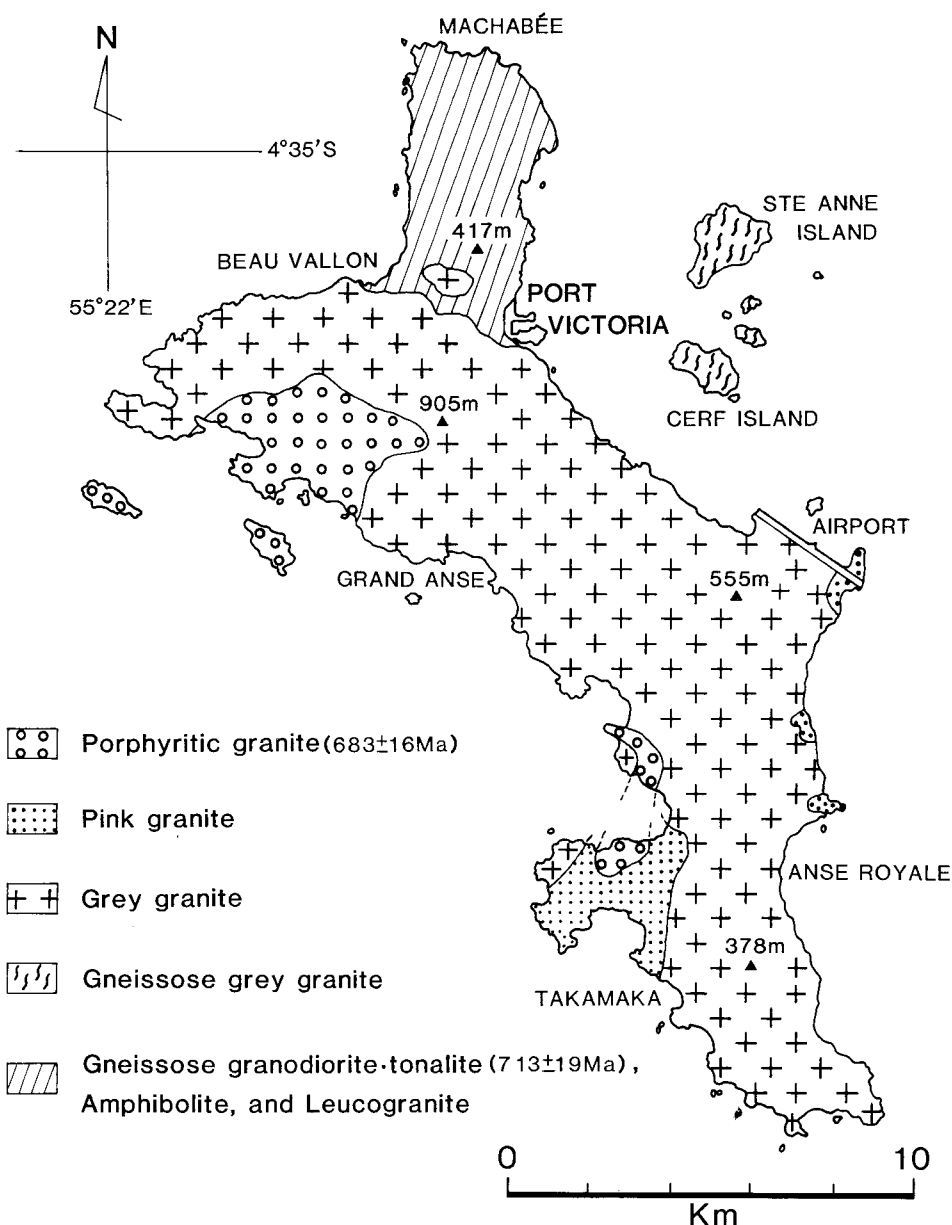 MACHABÉE
N
4°35'S
STE ANNE
ISLAND
417m
BEAU VALLON
55°22'E
PORT
VICTORIA
905m
CERF ISLAND
AIRPORT
GRAND ANSE
555m
Porphyritic granite(683±16Ma)
Pink granite
ANSE ROYALE
Grey granite
378m
Gneissose grey granite
TAKAMAKA
Gneissose granodiorite·tonalite(713±19Ma),
Amphibolite, and Leucogranite
0 10
Km